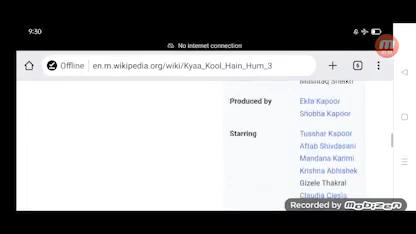 9:30
No internet connection
Offline en.m.wikipedia.org/wiki/Kyaa_Kool_Hain_Hum_3 6
Mushtaq Sheikh
Produced by Ekta Kapoor
Shobha Kapoor
Starring Tusshar Kapoor
Aftab Shivdasani
Mandana Karimi
Krishna Abhishek
Gizele Thakral
Claudia Ciesla
Recorded by Mobizen